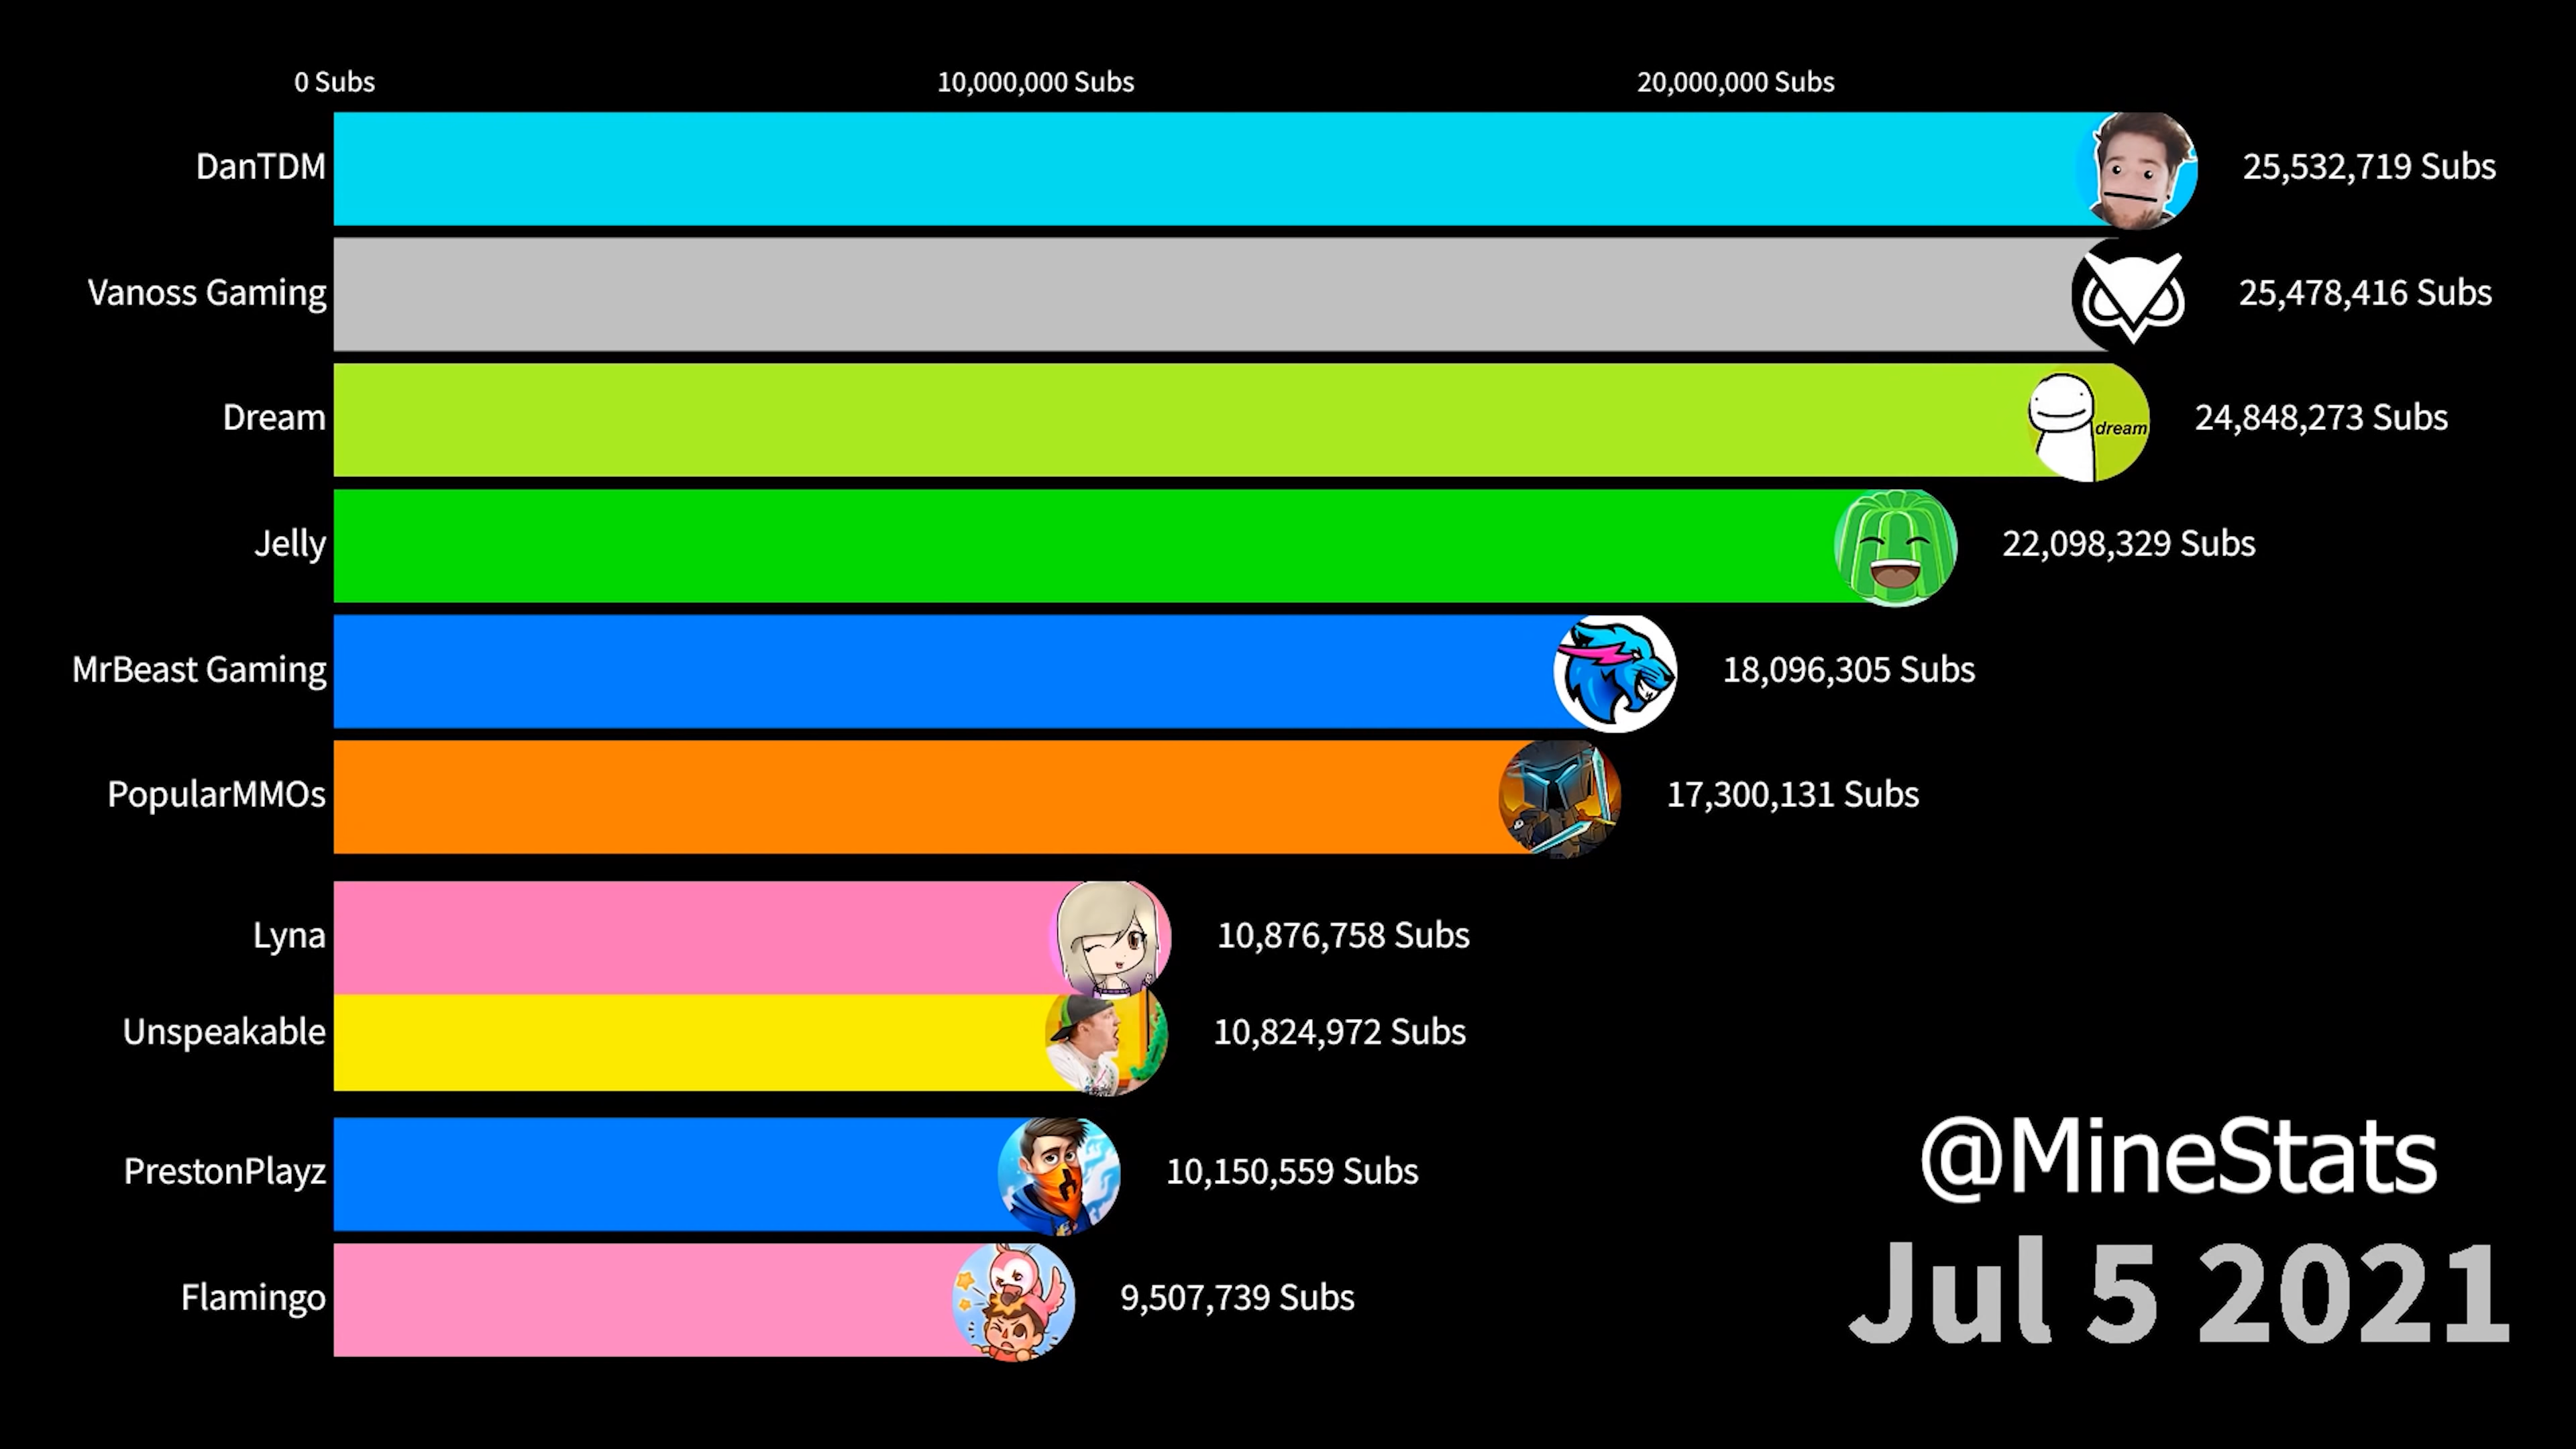 0 Subs 10,000,000 Subs 20,000,000 Subs
DanTDM 25,532,719 Subs
Vanoss Gaming 25,478,416 Subs
Dream dream 24,848,273 Subs
Jelly 22,098,329 Subs
MrBeast Gaming 18,096,305 Subs
PopularMMOs 17,300,131 Subs
Lyna 10,876,758 Subs
Unspeakable 10,824,972 Subs
PrestonPlayz 10,150,559 Subs
Flamingo 9,507,739 Subs
@MineStats
Jul 5 2021